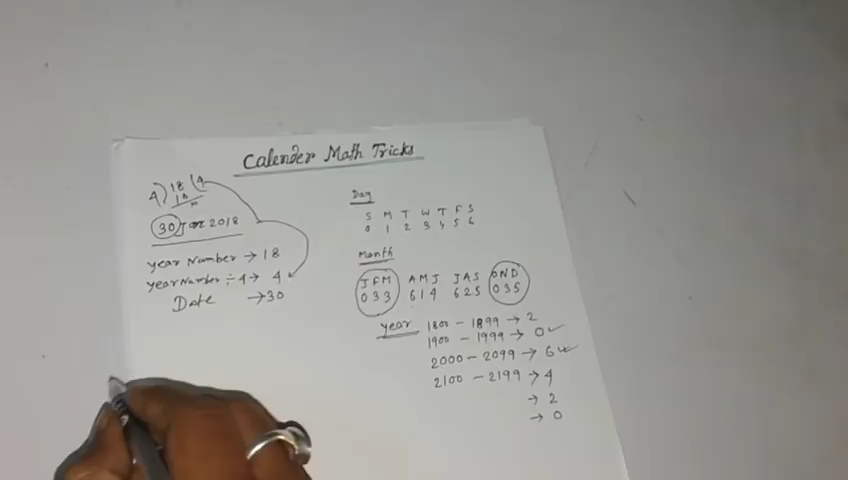 Calender Math Tricks
4) 18 (4
16
30 2018
Year Number → 18
Year Number ÷ 4 → 4
Date → 30
Day
S M T W T F S
0 1 2 3 4 5 6
Month
JFM AMJ JAS OND
033 614 625 035
year 1800 - 1899 → 2
1900 - 1999 → 0 ✓
2000 - 2099 → 6 ✓
2100 - 2199 → 4
→ 2
→ 0